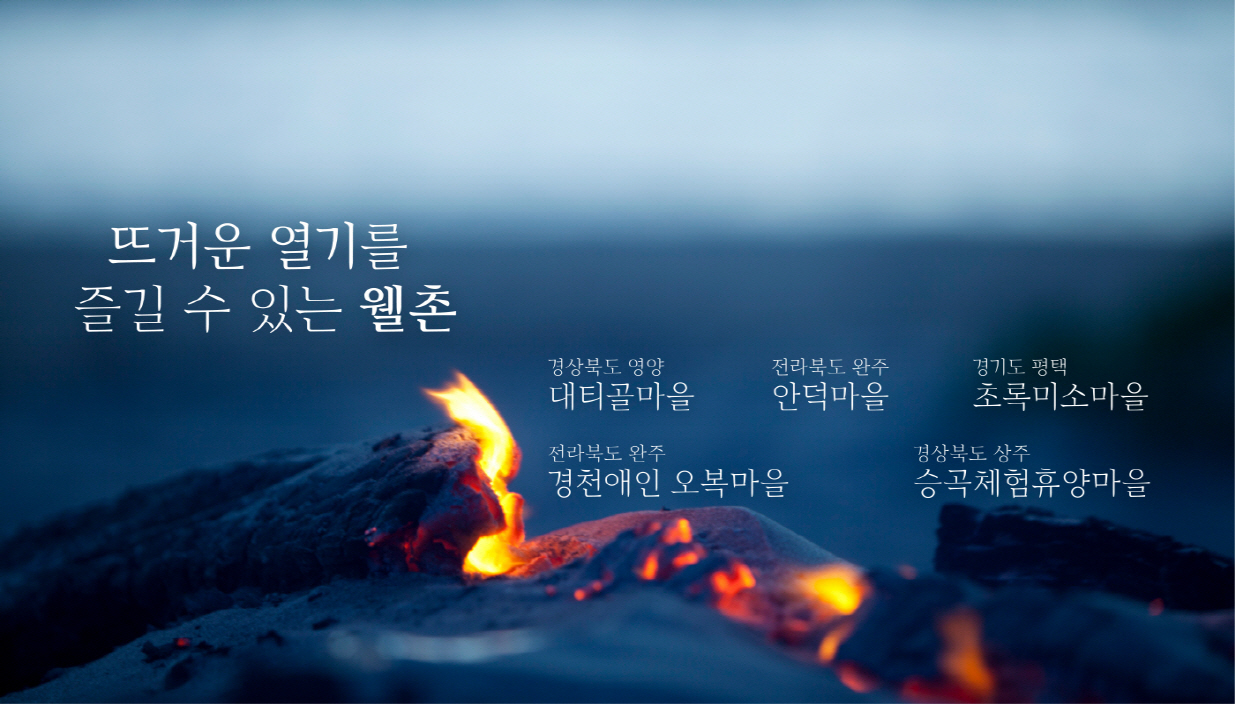 뜨거운 열기를
즐길 수 있는 웰촌
경상북도 영양
대티골마을
전라북도 완주
안덕마을
경기도 평택
초록미소마을
전라북도 완주
경천애인 오복마을
경상북도 상주
승곡체험휴양마을